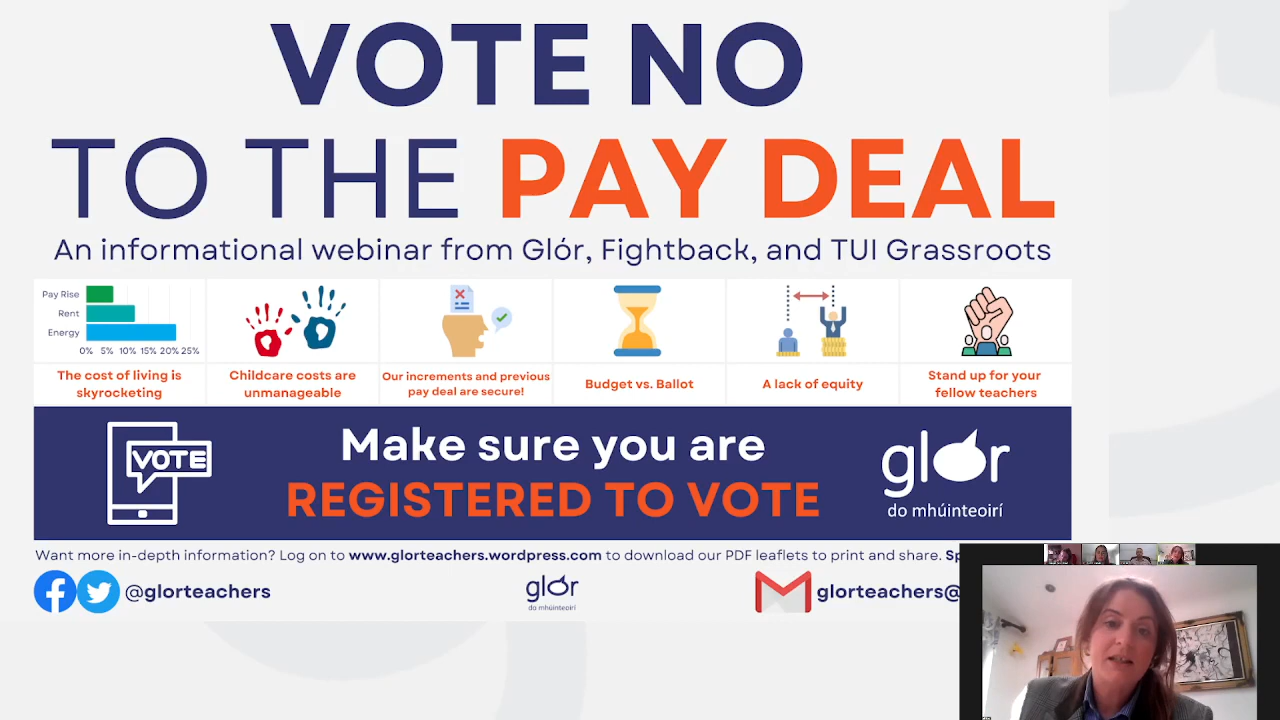 VOTE NO
TO THE PAY DEAL
An informational webinar from Glór, Fightback, and TUI Grassroots
Pay Rise
Rent
Energy
0% 5% 10% 15% 20% 25%
The cost of living is
skyrocketing
Childcare costs are
unmanageable
Our increments and previous
pay deal are secure!
Budget vs. Ballot
A lack of equity
Stand up for your
fellow teachers
VOTE
Make sure you are
REGISTERED TO VOTE
glór
do mhúinteoirí
Want more in-depth information? Log on to www.glorteachers.wordpress.com to download our PDF leaflets to print and share.
@glorteachers
glór
do mhúinteoirí
glorteachers@